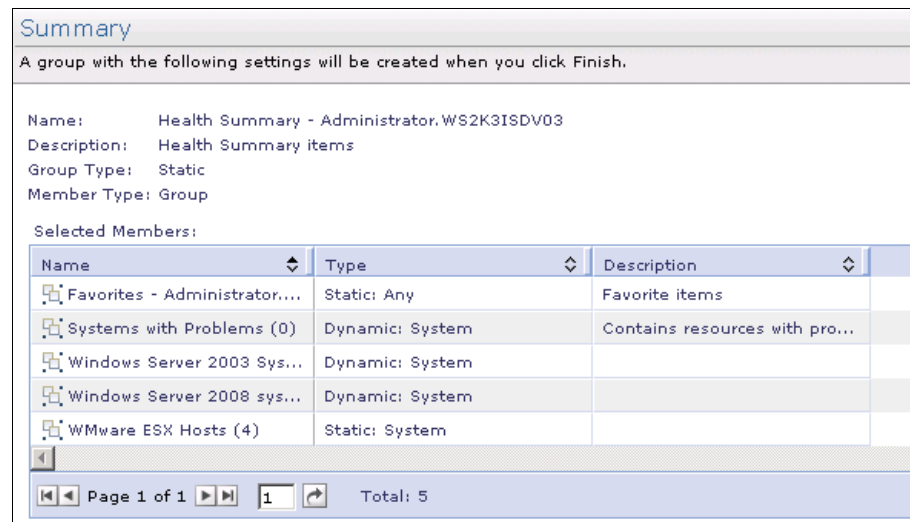 Summary
A group with the following settings will be created when you click Finish.
Name: Health Summary - Administrator.WS2K3ISDV03
Description: Health Summary items
Group Type: Static
Member Type: Group
Selected Members:
Name Type Description
Favorites - Administrator.... Static: Any Favorite items
Systems with Problems (0) Dynamic: System Contains resources with pro...
Windows Server 2003 Sys... Dynamic: System
Windows Server 2008 sys... Dynamic: System
WMware ESX Hosts (4) Static: System
Page 1 of 1 1 Total: 5